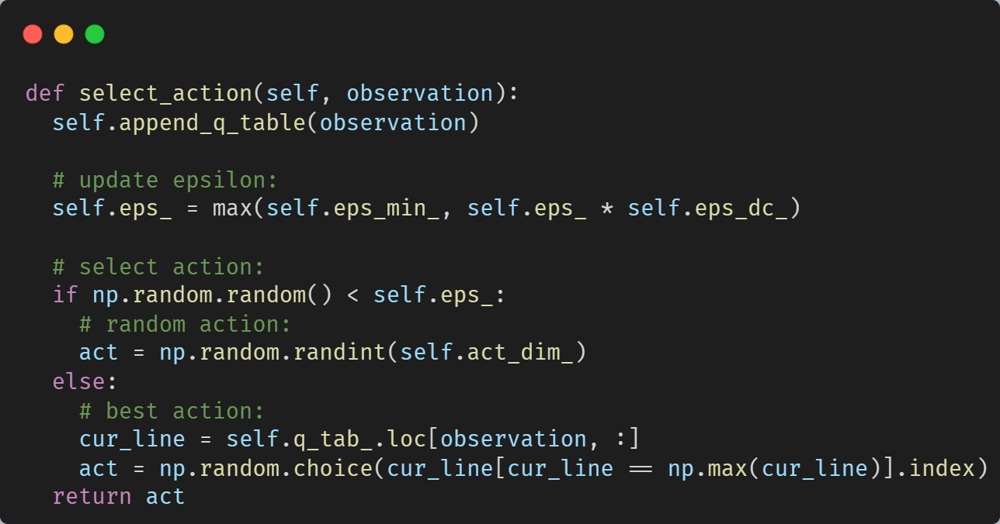 def select_action(self, observation):
  self.append_q_table(observation)

  # update epsilon:
  self.eps_ = max(self.eps_min_, self.eps_ * self.eps_dc_)

  # select action:
  if np.random.random() < self.eps_:
    # random action:
    act = np.random.randint(self.act_dim_)
  else:
    # best action:
    cur_line = self.q_tab_.loc[observation, :]
    act = np.random.choice(cur_line[cur_line == np.max(cur_line)].index)
  return act